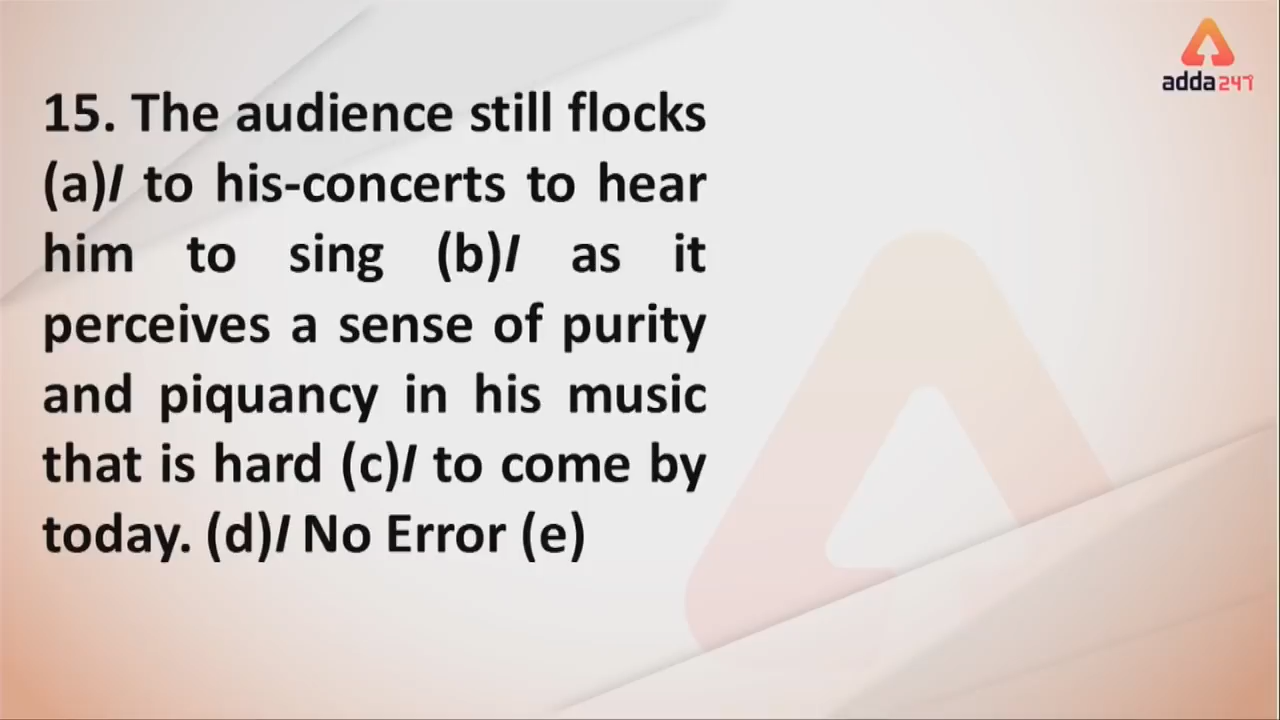 adda247
15. The audience still flocks
(a)/ to his-concerts to hear
him to sing (b)/ as it
perceives a sense of purity
and piquancy in his music
that is hard (c)/ to come by
today. (d)/ No Error (e)